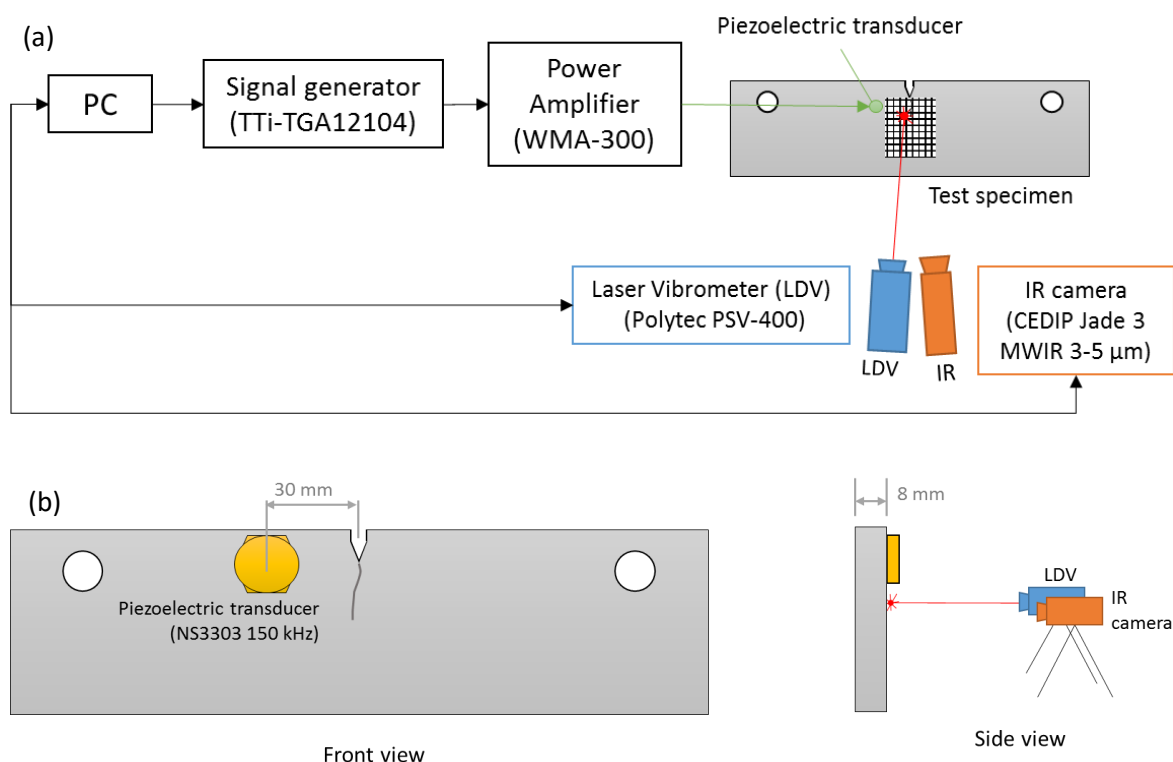 (a)
Piezoelectric transducer
PC
Signal generator
(TTi-TGA12104)
Power
Amplifier
(WMA-300)
Test specimen
Laser Vibrometer (LDV)
(Polytec PSV-400)
LDV
IR
IR camera
(CEDIP Jade 3
MWIR 3-5 µm)
(b)
30 mm
Piezoelectric transducer
(NS3303 150 kHz)
Front view
8 mm
LDV
IR
camera
Side view